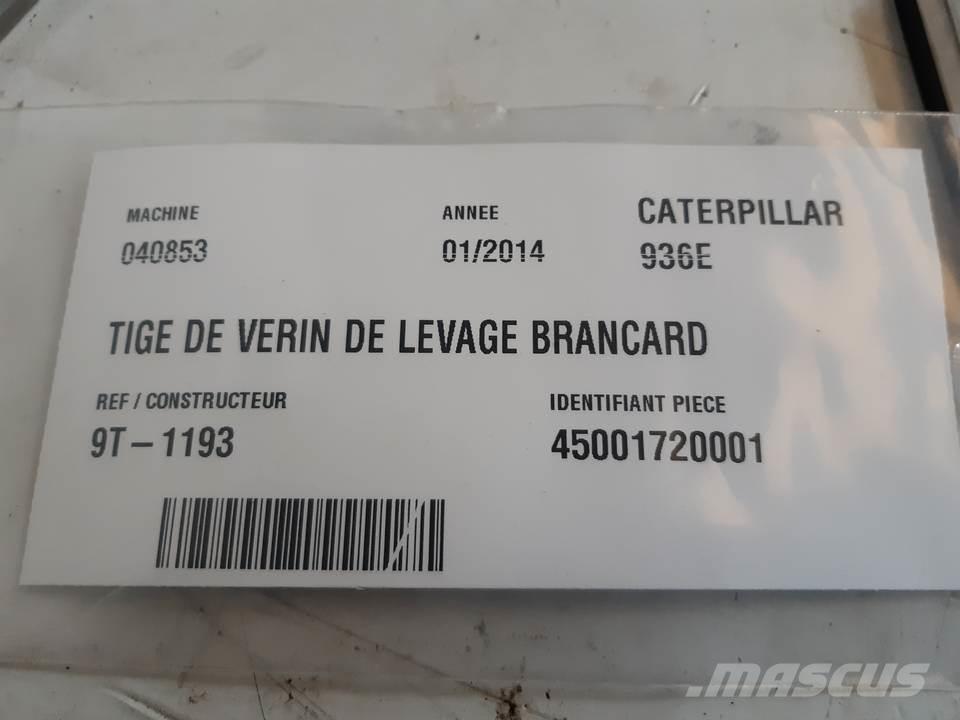 MACHINE ANNEE CATERPILLAR
040853 01/2014 936E
TIGE DE VERIN DE LEVAGE BRANCARD
REF / CONSTRUCTEUR IDENTIFIANT PIECE
9T-1193 45001720001
MASCUS